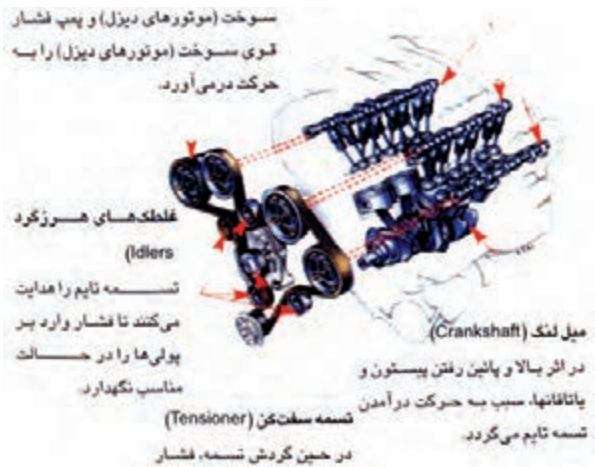 سوخت (موتورهای دیزل) و پمپ فشار
قوی سوخت (موتورهای دیزل) را به
حرکت درمی‌آورد.
غلطک‌های هرزگرد
(Idlers
تسمه تایم را هدایت
می‌کنند تا فشار وارد بر
پولی‌ها را در حالت
مناسب نگهدارد.
میل لنگ (Crankshaft)
در اثر بالا و پائین رفتن پیستون و
یاتاقانها، سبب به حرکت درآمدن
تسمه تایم می‌گردد.
تسمه سفت‌کن (Tensioner)
در حین گردش تسمه، فشار